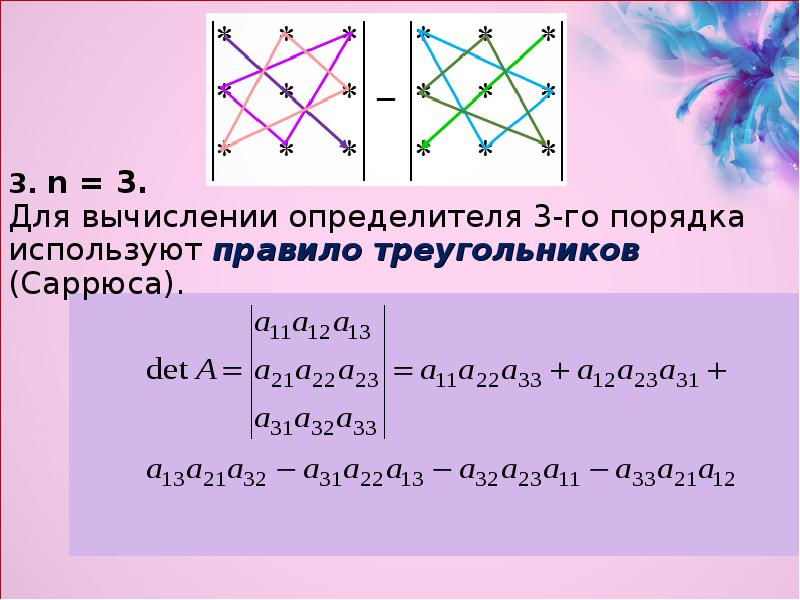 * * * * * *
* * * – * * *
* * * * * *
3. n = 3.
Для вычислении определителя 3-го порядка
используют правило треугольников
(Саррюса).
a11a12a13
det A = a21a22a23 = a11a22a33 + a12a23a31 +
a31a32a33
a13a21a32 − a31a22a13 − a32a23a11 − a33a21a12